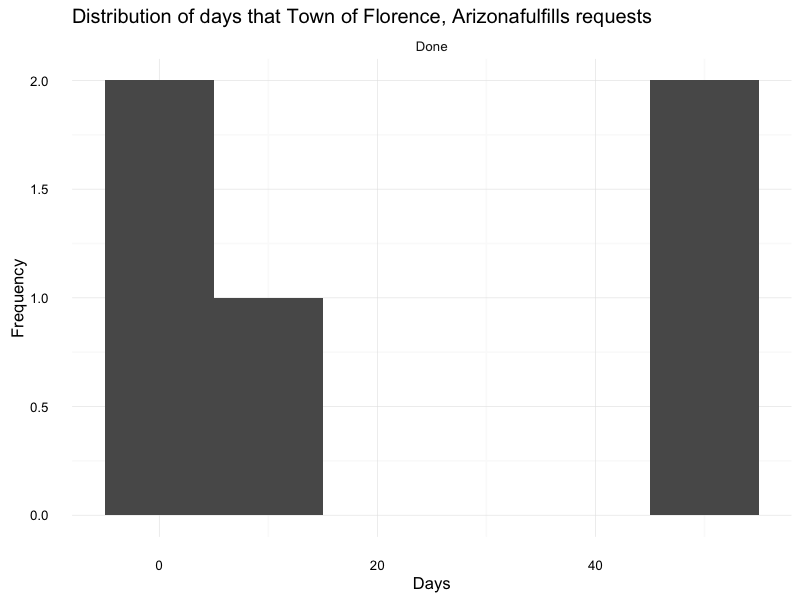 Distribution of days that Town of Florence, Arizonafulfills requests
Done
2.0
1.5
1.0
0.5
0.0
Frequency
0 20 40
Days